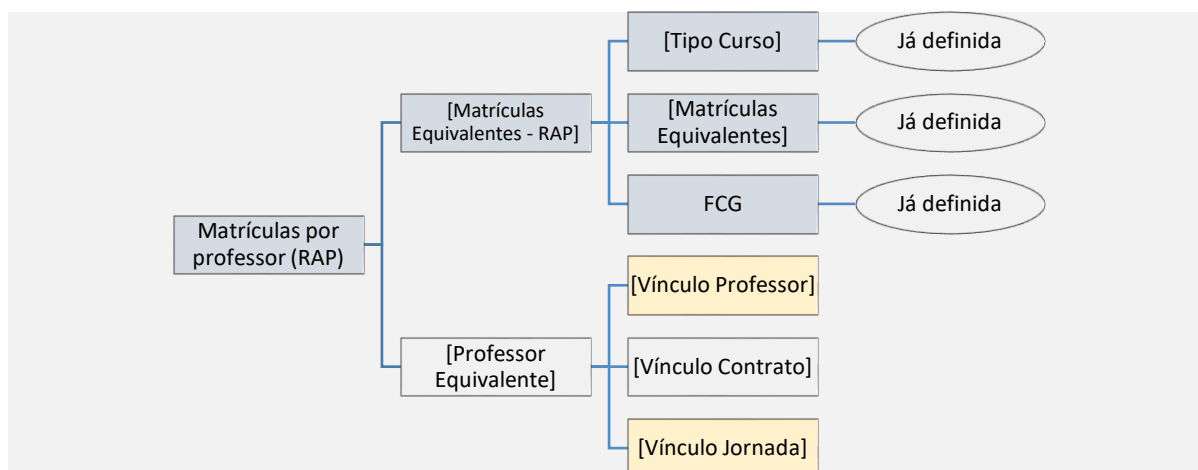 [Tipo Curso]
Já definida
[Matrículas
Equivalentes - RAP]
[Matrículas
Equivalentes]
Já definida
FCG
Já definida
Matrículas por
professor (RAP)
[Vínculo Professor]
[Professor
Equivalente]
[Vínculo Contrato]
[Vínculo Jornada]